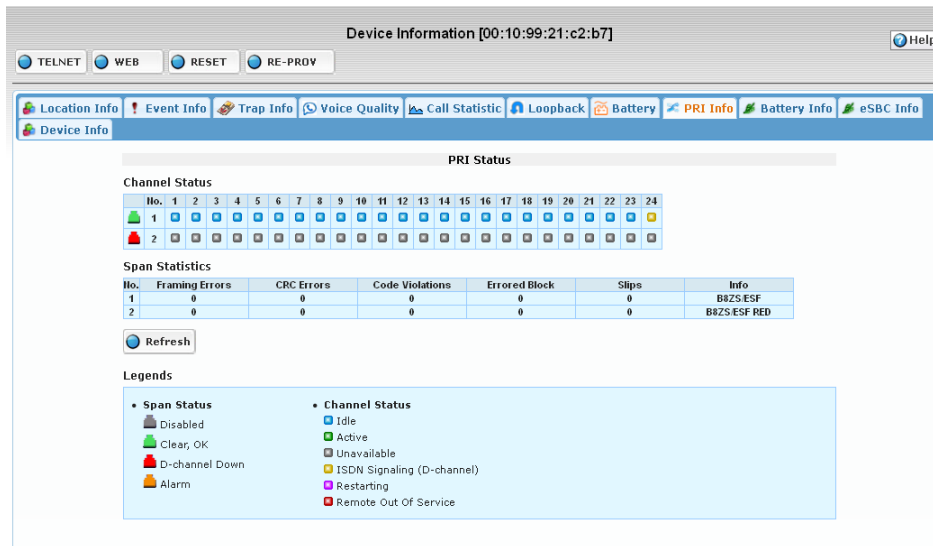 Device Information [00:10:99:21:c2:b7]
Help
TELNET WEB RESET RE-PROV
Location Info Event Info Trap Info Voice Quality Call Statistic Loopback Battery PRI Info Battery Info eSBC Info
Device Info
PRI Status
Channel Status
No. 1 2 3 4 5 6 7 8 9 10 11 12 13 14 15 16 17 18 19 20 21 22 23 24
1
2
Span Statistics
No. Framing Errors CRC Errors Code Violations Errored Block Slips Info
1 0 0 0 0 0 B8ZS/ESF
2 0 0 0 0 0 B8ZS/ESF RED
Refresh
Legends
• Span Status
Disabled
Clear, OK
D-channel Down
Alarm
• Channel Status
Idle
Active
Unavailable
ISDN Signaling (D-channel)
Restarting
Remote Out Of Service